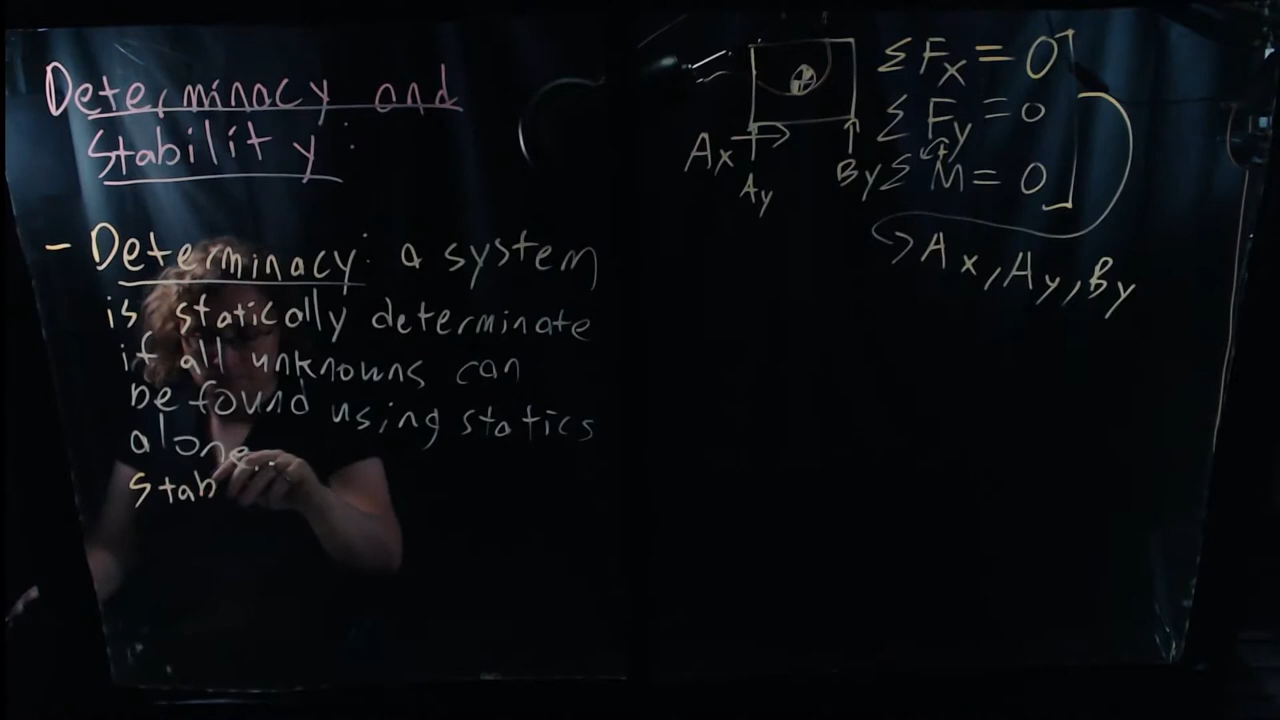 Determinacy and
Stability:
- Determinacy: a system
is statically determinate
if all unknowns can
be found using statics
alone.
Stab
ΣFx = 0
ΣFy = 0
ΣM = 0
Ax
Ay
By
Ax, Ay, By